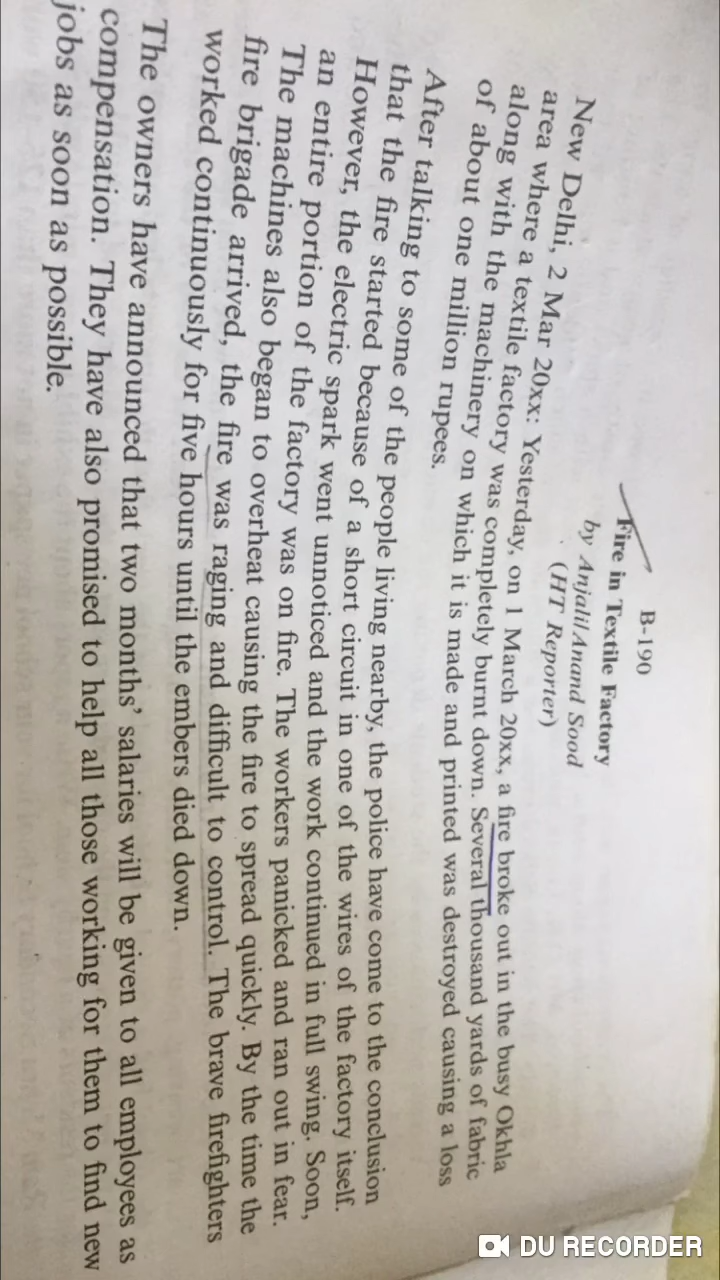 B-190
Fire in Textile Factory
by Anjali Anand Sood
(HT Reporter)
New Delhi, 2 Mar 20xx: Yesterday, on 1 March 20xx, a fire broke out in the busy Okhla
area where a textile factory was completely burnt down. Several thousand yards of fabric
along with the machinery on which it is made and printed was destroyed causing a loss
of about one million rupees.
After talking to some of the people living nearby, the police have come to the conclusion
that the fire started because of a short circuit in one of the wires of the factory itself.
However, the electric spark went unnoticed and the work continued in full swing. Soon,
an entire portion of the factory was on fire. The workers panicked and ran out in fear.
The machines also began to overheat causing the fire to spread quickly. By the time the
fire brigade arrived, the fire was raging and difficult to control. The brave firefighters
worked continuously for five hours until the embers died down.
The owners have announced that two months' salaries will be given to all employees as
compensation. They have also promised to help all those working for them to find new
jobs as soon as possible.
DU RECORDER